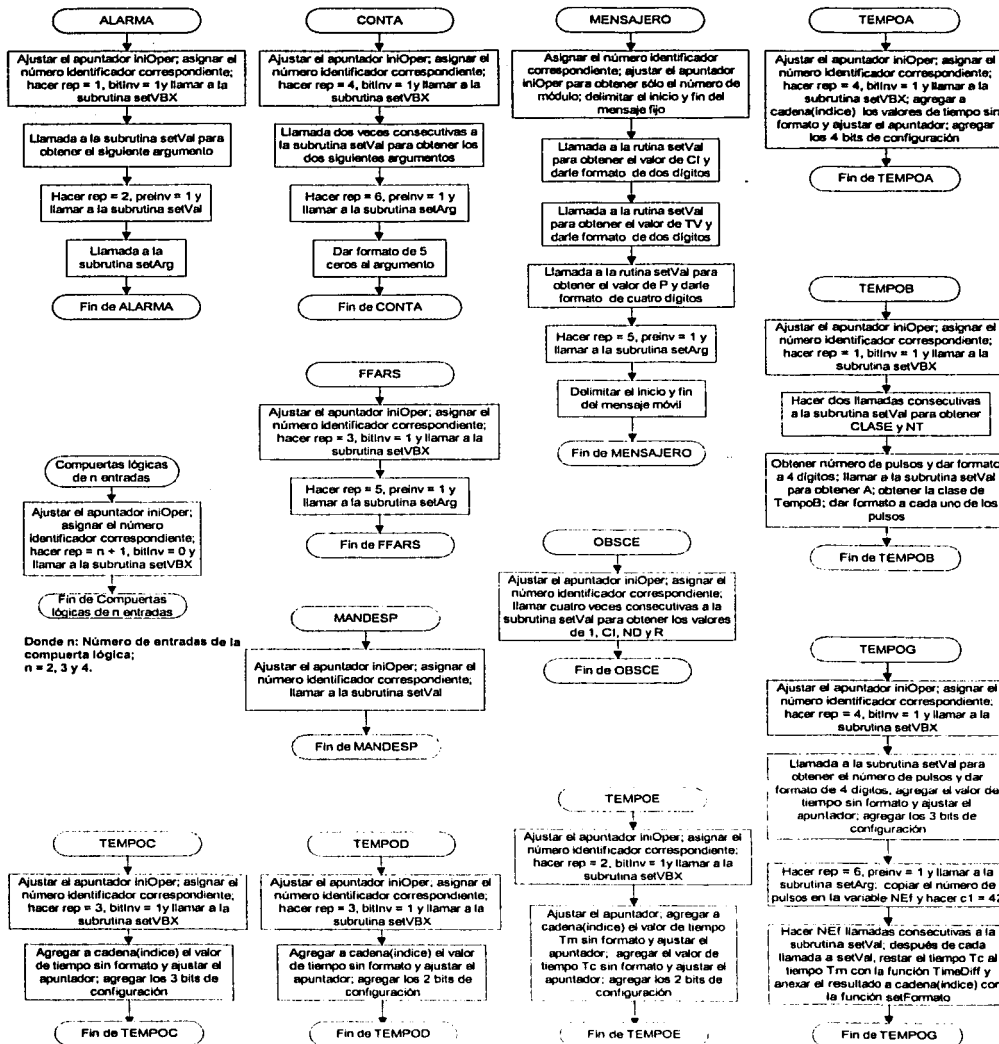 ALARMA
Ajustar el apuntador iniOper; asignar el
número identificador correspondiente;
hacer rep = 1, bitInv = 1y llamar a la
subrutina setVBX
Llamada a la subrutina setVal para
obtener el siguiente argumento
Hacer rep = 2, preinv = 1 y
llamar a la subrutina setVal
Llamada a la
subrutina setArg
Fin de ALARMA
Compuertas lógicas
de n entradas
Ajustar el apuntador iniOper;
asignar el número
identificador correspondiente;
hacer rep = n + 1, bitInv = 0 y
llamar a la subrutina setVBX
Fin de Compuertas
lógicas de n entradas
Donde n: Número de entradas de la
compuerta lógica;
n = 2, 3 y 4.
TEMPOC
Ajustar el apuntador iniOper; asignar el
número identificador correspondiente;
hacer rep = 3, bitInv = 1y llamar a la
subrutina setVBX
Agregar a cadena(indice) el valor
de tiempo sin formato y ajustar el
apuntador; agregar los 3 bits de
configuración
Fin de TEMPOC
CONTA
Ajustar el apuntador iniOper; asignar el
número identificador correspondiente;
hacer rep = 4, bitInv = 1 y llamar a la
subrutina setVBX
Llamada dos veces consecutivas a
la subrutina setVal para obtener los
dos siguientes argumentos
Hacer rep = 6, preinv = 1 y
llamar a la subrutina setArg
Dar formato de 5
ceros al argumento
Fin de CONTA
FFARS
Ajustar el apuntador iniOper; asignar el
número identificador correspondiente;
hacer rep = 3, bitInv = 1 y llamar a la
subrutina setVBX
Hacer rep = 5, preinv = 1 y
llamar a la subrutina setArg
Fin de FFARS
MANDESP
Ajustar el apuntador iniOper; asignar el
número identificador correspondiente;
llamar a la subrutina setVal
Fin de MANDESP
TEMPOD
Ajustar el apuntador iniOper; asignar el
número identificador correspondiente;
hacer rep = 3, bitInv = 1 y llamar a la
subrutina setVBX
Agregar a cadena(indice) el valor
de tiempo sin formato y ajustar el
apuntador; agregar los 2 bits de
configuración
Fin de TEMPOD
MENSAJERO
Asignar el número identificador
correspondiente; ajustar el apuntador
iniOper para obtener sólo el número de
módulo; delimitar el inicio y fin del
mensaje fijo
Llamada a la rutina setVal
para obtener el valor de CI y
darle formato de dos dígitos
Llamada a la rutina setVal
para obtener el valor de TV y
darle formato de dos dígitos
Llamada a la rutina setVal para
obtener el valor de P y darle
formato de cuatro dígitos
Hacer rep = 5, preinv = 1 y
llamar a la subrutina setArg
Delimitar el inicio y fin
del mensaje móvil
Fin de MENSAJERO
OBSCE
Ajustar el apuntador iniOper; asignar el
número identificador correspondiente;
llamar cuatro veces consecutivas a la
subrutina setVal para obtener los valores
de 1, CI, ND y R
Fin de OBSCE
TEMPOE
Ajustar el apuntador iniOper; asignar el
número identificador correspondiente;
hacer rep = 2, bitInv = 1y llamar a la
subrutina setVBX
Ajustar el apuntador; agregar a
cadena(indice) el valor de tiempo
Tm sin formato y ajustar el
apuntador; agregar el valor de
tiempo Tc sin formato y ajustar el
apuntador; agregar los 2 bits de
configuración
Fin de TEMPOE
TEMPOA
Ajustar el apuntador iniOper; asignar el
número identificador correspondiente;
hacer rep = 4, bitInv = 1 y llamar a la
subrutina setVBX; agregar a
cadena(indice) los valores de tiempo sin
formato y ajustar el apuntador; agregar
los 4 bits de configuración
Fin de TEMPOA
TEMPOB
Ajustar el apuntador iniOper; asignar el
número identificador correspondiente;
hacer rep = 1, bitInv = 1 y llamar a la
subrutina setVBX
Hacer dos llamadas consecutivas
a la subrutina setVal para obtener
CLASE y NT
Obtener número de pulsos y dar formato
a 4 dígitos; llamar a la subrutina setVal
para obtener A; obtener la clase de
TempoB; dar formato a cada uno de los
pulsos
Fin de TEMPOB
TEMPOG
Ajustar el apuntador iniOper; asignar el
número identificador correspondiente;
hacer rep = 4, bitInv = 1 y llamar a la
subrutina setVBX
Llamada a la subrutina setVal para
obtener el número de pulsos y dar
formato de 4 dígitos, agregar el valor de
tiempo sin formato y ajustar el
apuntador; agregar los 3 bits de
configuración
Hacer rep = 6, preinv = 1 y llamar a la
subrutina setArg; copiar el número de
pulsos en la variable NEf y hacer c1 = 42
Hacer NEf llamadas consecutivas a la
subrutina setVal; después de cada
llamada a setVal, restar el tiempo Tc al
tiempo Tm con la función TimeDiff y
anexar el resultado a cadena(indice) con
la función setFormato
Fin de TEMPOG